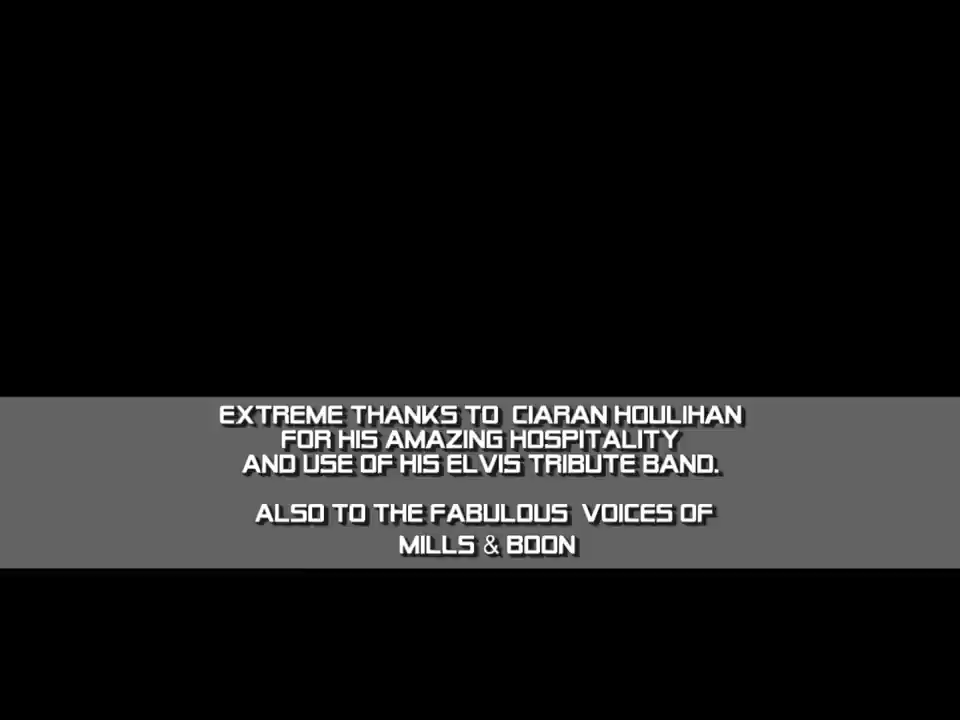 EXTREME THANKS TO CIARAN HOULIHAN
FOR HIS AMAZING HOSPITALITY
AND USE OF HIS ELVIS TRIBUTE BAND.
ALSO TO THE FABULOUS VOICES OF
MILLS & BOON